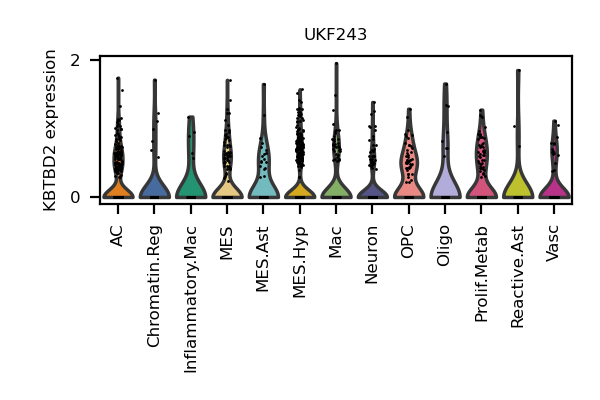 UKF243
KBTBD2 expression
2
0
AC
Chromatin.Reg
Inflammatory.Mac
MES
MES.Ast
MES.Hyp
Mac
Neuron
OPC
Oligo
Prolif.Metab
Reactive.Ast
Vasc